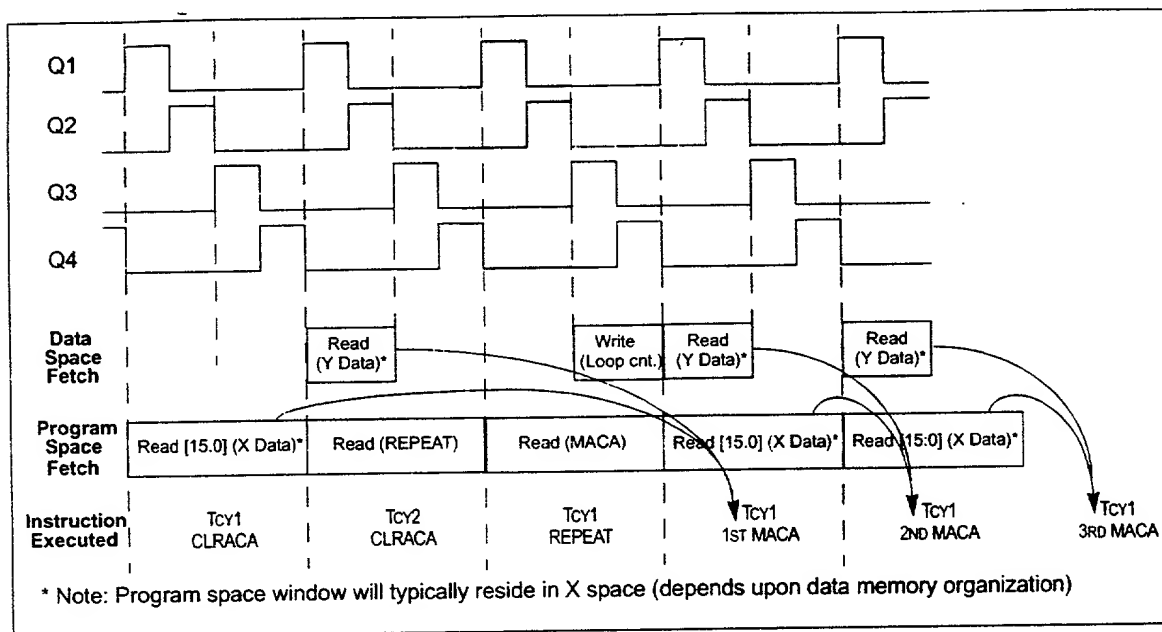 Q1
Q2
Q3
Q4
Data
Space
Fetch
Read
(Y Data)*
Write
(Loop cnt.)
Read
(Y Data)*
Read
(Y Data)*
Program
Space
Fetch
Read [15.0] (X Data)*
Read (REPEAT)
Read (MACA)
Read [15.0] (X Data)*
Read [15:0] (X Data)*
Instruction
Executed
TCY1
CLRACA
TCY2
CLRACA
TCY1
REPEAT
TCY1
1ST MACA
TCY1
2ND MACA
TCY1
3RD MACA
* Note: Program space window will typically reside in X space (depends upon data memory organization)